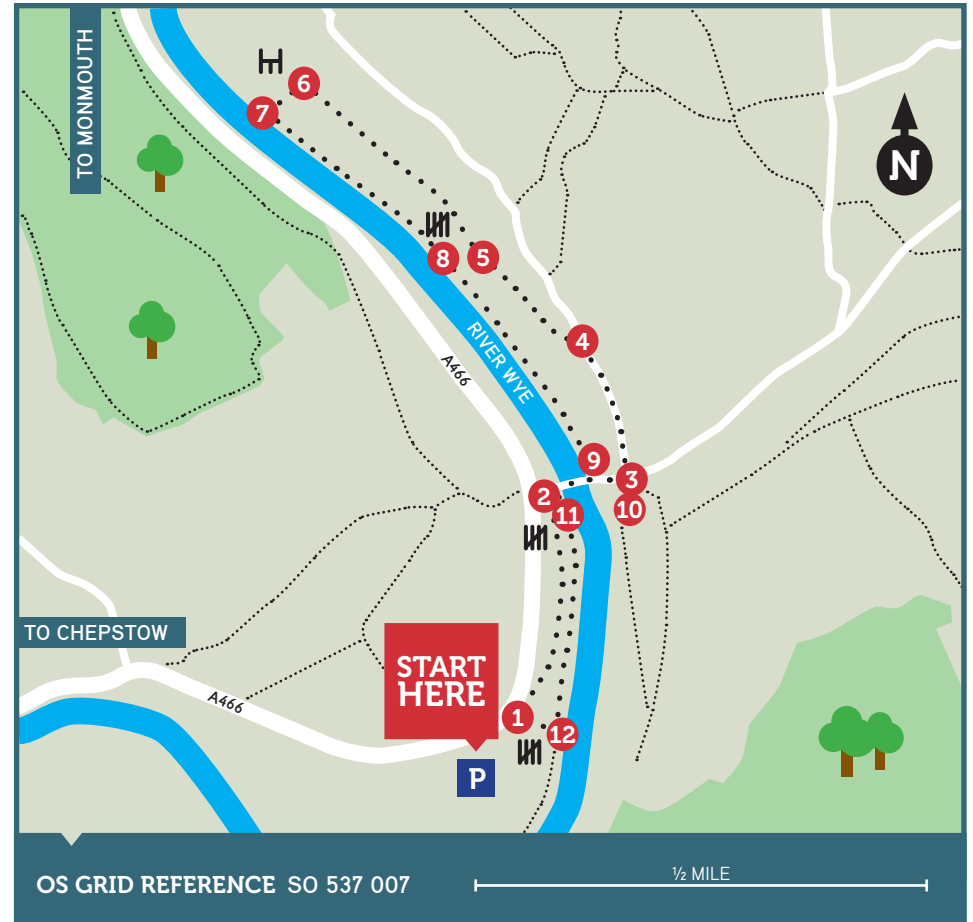 TO MONMOUTH
6
7
N
8
5
4
RIVER WYE
A466
9
3
2
10
11
TO CHEPSTOW
START
HERE
A466
1
12
P
OS GRID REFERENCE SO 537 007
½ MILE